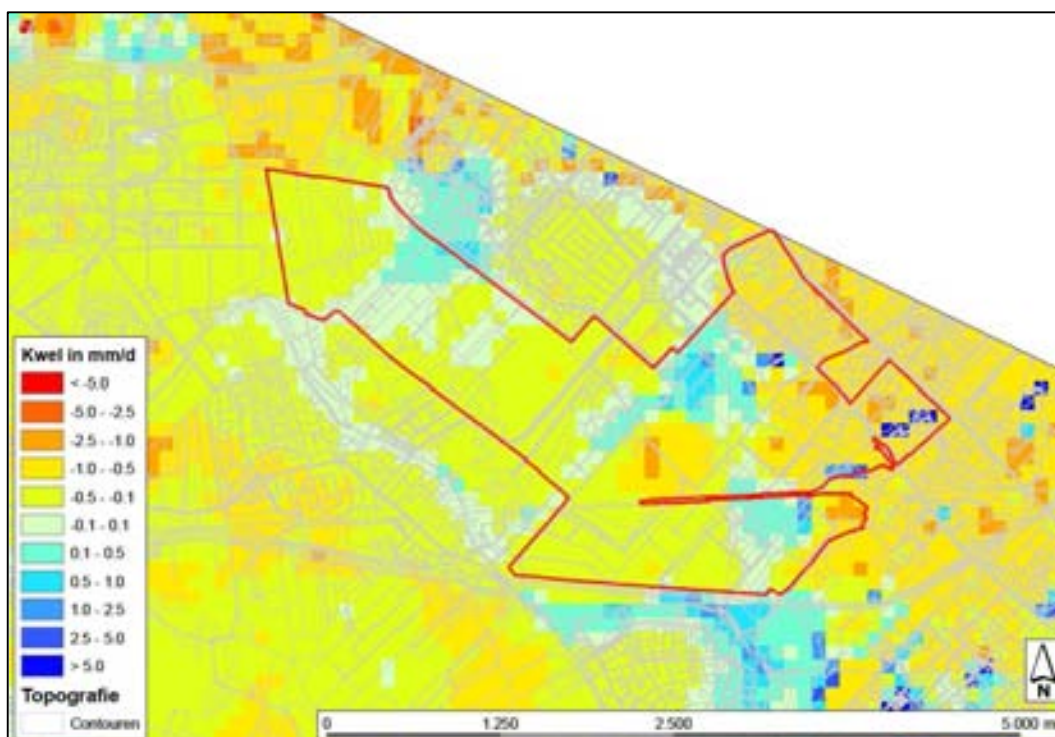 Kwel in mm/d
< -5.0
-5.0 - -2.5
-2.5 - -1.0
-1.0 - -0.5
-0.5 - -0.1
-0.1 - 0.1
0.1 - 0.5
0.5 - 1.0
1.0 - 2.5
2.5 - 5.0
> 5.0
Topografie
Contouren
N
0 1.250 2.500 5.000 m